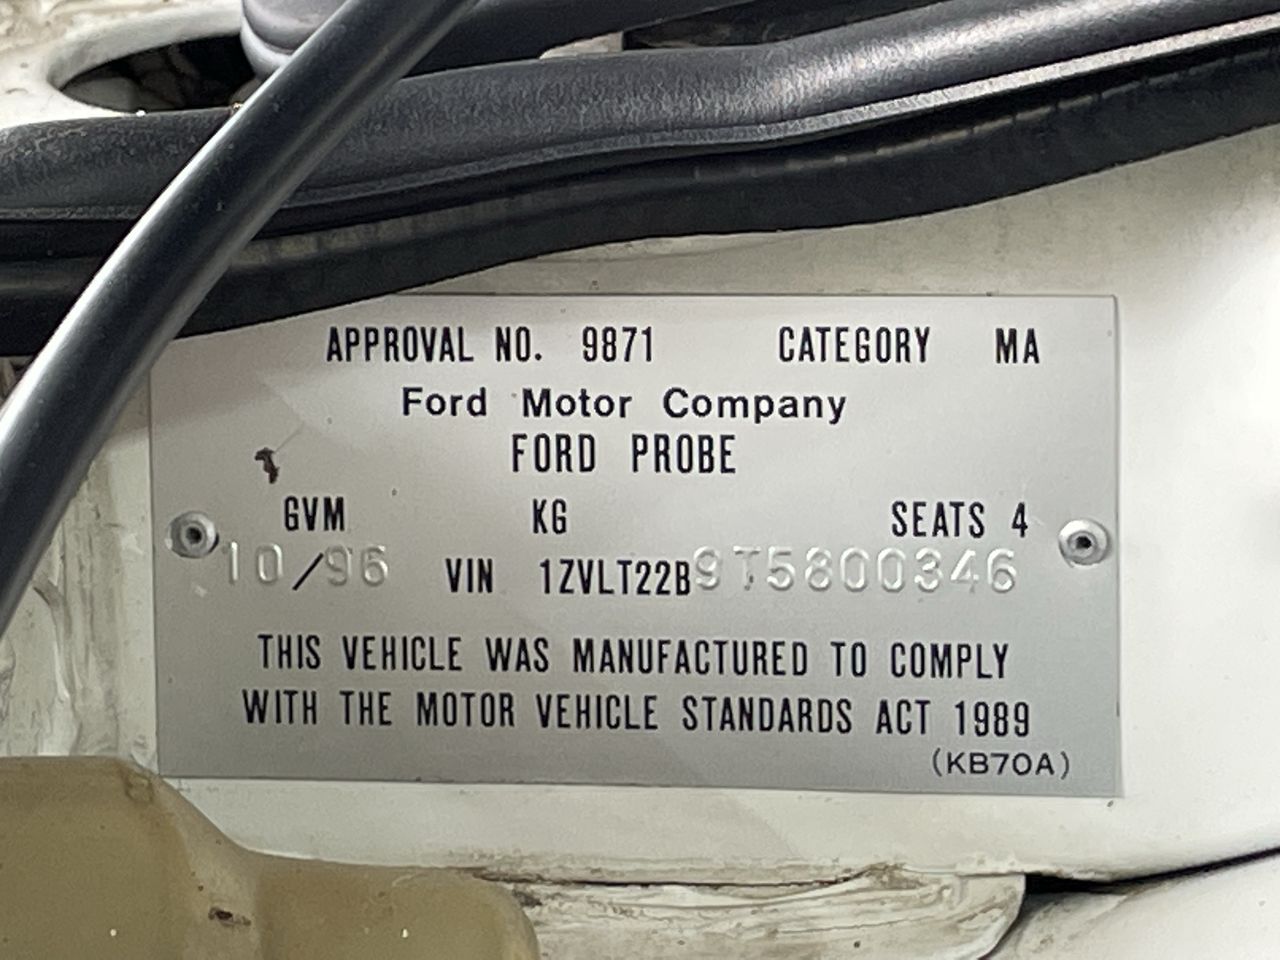 APPROVAL NO. 9871 CATEGORY MA
Ford Motor Company
FORD PROBE
GVM KG SEATS 4
10/96 VIN 1ZVLT22B9T5800346
THIS VEHICLE WAS MANUFACTURED TO COMPLY
WITH THE MOTOR VEHICLE STANDARDS ACT 1989
(KB70A)